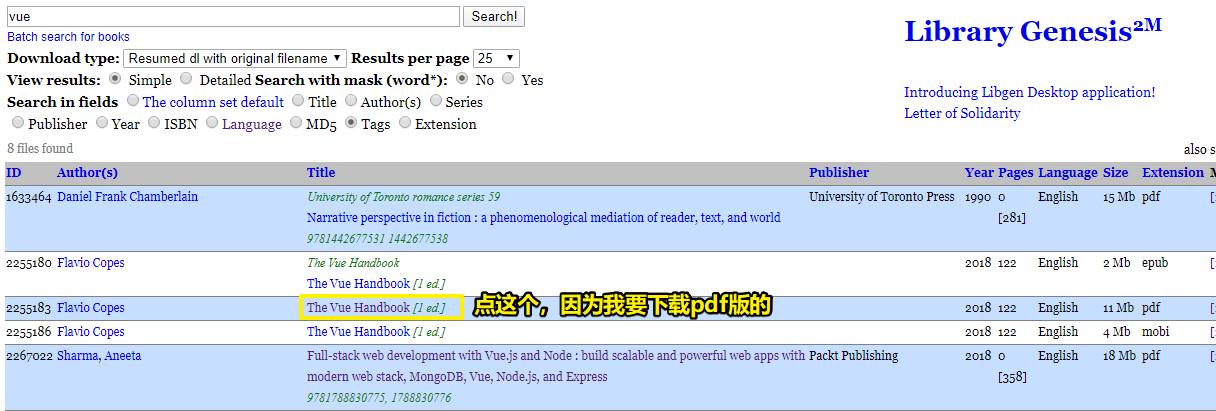 vue Search!
Library Genesis2M
Batch search for books
Download type: Resumed dl with original filename Results per page 25
View results: Simple Detailed Search with mask (word*): No Yes
Introducing Libgen Desktop application!
Search in fields The column set default Title Author(s) Series
Letter of Solidarity
Publisher Year ISBN Language MD5 Tags Extension
8 files found
also s
ID Author(s) Title Publisher Year Pages Language Size Extension M
1633464 Daniel Frank Chamberlain University of Toronto romance series 59 University of Toronto Press 1990 0 English 15 Mb pdf [1
Narrative perspective in fiction : a phenomenological mediation of reader, text, and world [281]
9781442677531 1442677538
2255180 Flavio Copes The Vue Handbook 2018 122 English 2 Mb epub [1
The Vue Handbook [1 ed.]
2255183 Flavio Copes The Vue Handbook [1 ed.] 点这个，因为我要下载pdf版的 2018 122 English 11 Mb pdf [1
2255186 Flavio Copes The Vue Handbook [1 ed.] 2018 122 English 4 Mb mobi [1
2267022 Sharma, Aneeta Full-stack web development with Vue.js and Node : build scalable and powerful web apps with Packt Publishing 2018 0 English 18 Mb pdf [1
modern web stack, MongoDB, Vue, Node.js, and Express [358]
9781788830775, 1788830776